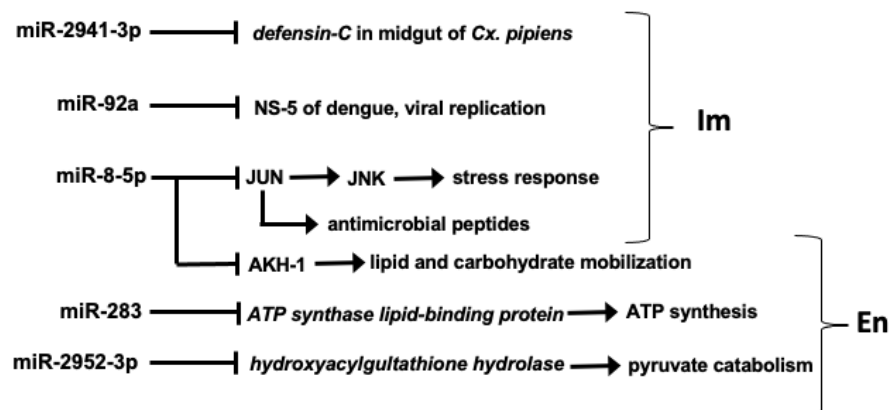 miR-2941-3p defensin-C in midgut of Cx. pipiens
miR-92a NS-5 of dengue, viral replication
Im
miR-8-5p JUN JNK stress response
antimicrobial peptides
AKH-1 lipid and carbohydrate mobilization
miR-283 ATP synthase lipid-binding protein ATP synthesis
En
miR-2952-3p hydroxyacylgultathione hydrolase pyruvate catabolism